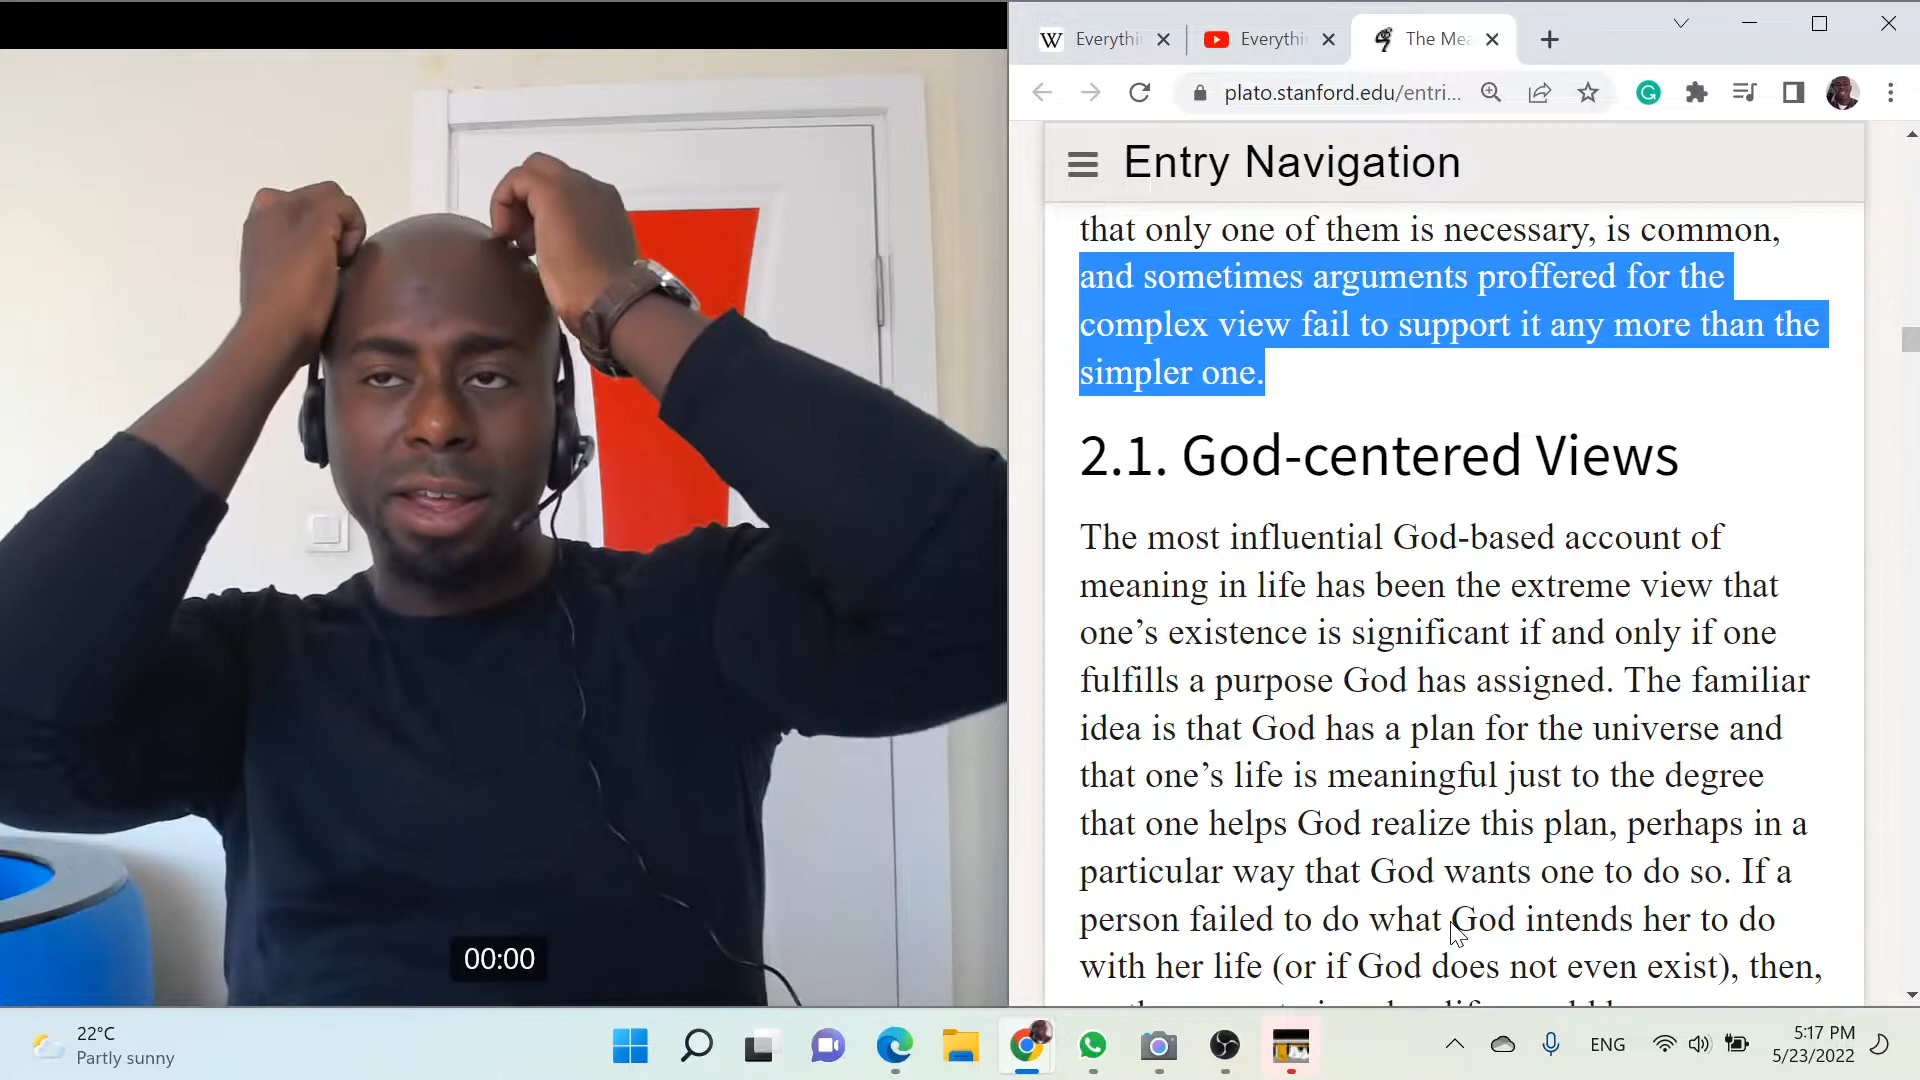 Everythi
Everythi
The Mea
plato.stanford.edu/entri...
Entry Navigation
that only one of them is necessary, is common,
and sometimes arguments proffered for the
complex view fail to support it any more than the
simpler one.
2.1. God-centered Views
The most influential God-based account of
meaning in life has been the extreme view that
one’s existence is significant if and only if one
fulfills a purpose God has assigned. The familiar
idea is that God has a plan for the universe and
that one’s life is meaningful just to the degree
that one helps God realize this plan, perhaps in a
particular way that God wants one to do so. If a
person failed to do what God intends her to do
with her life (or if God does not even exist), then,
00:00
22°C
Partly sunny
ENG
5:17 PM
5/23/2022